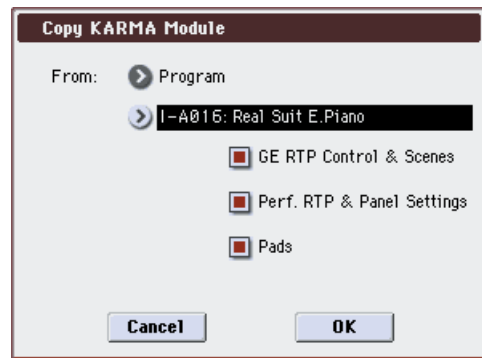 Copy KARMA Module
From: Program
I-A016: Real Suit E.Piano
GE RTP Control & Scenes
Perf. RTP & Panel Settings
Pads
Cancel OK